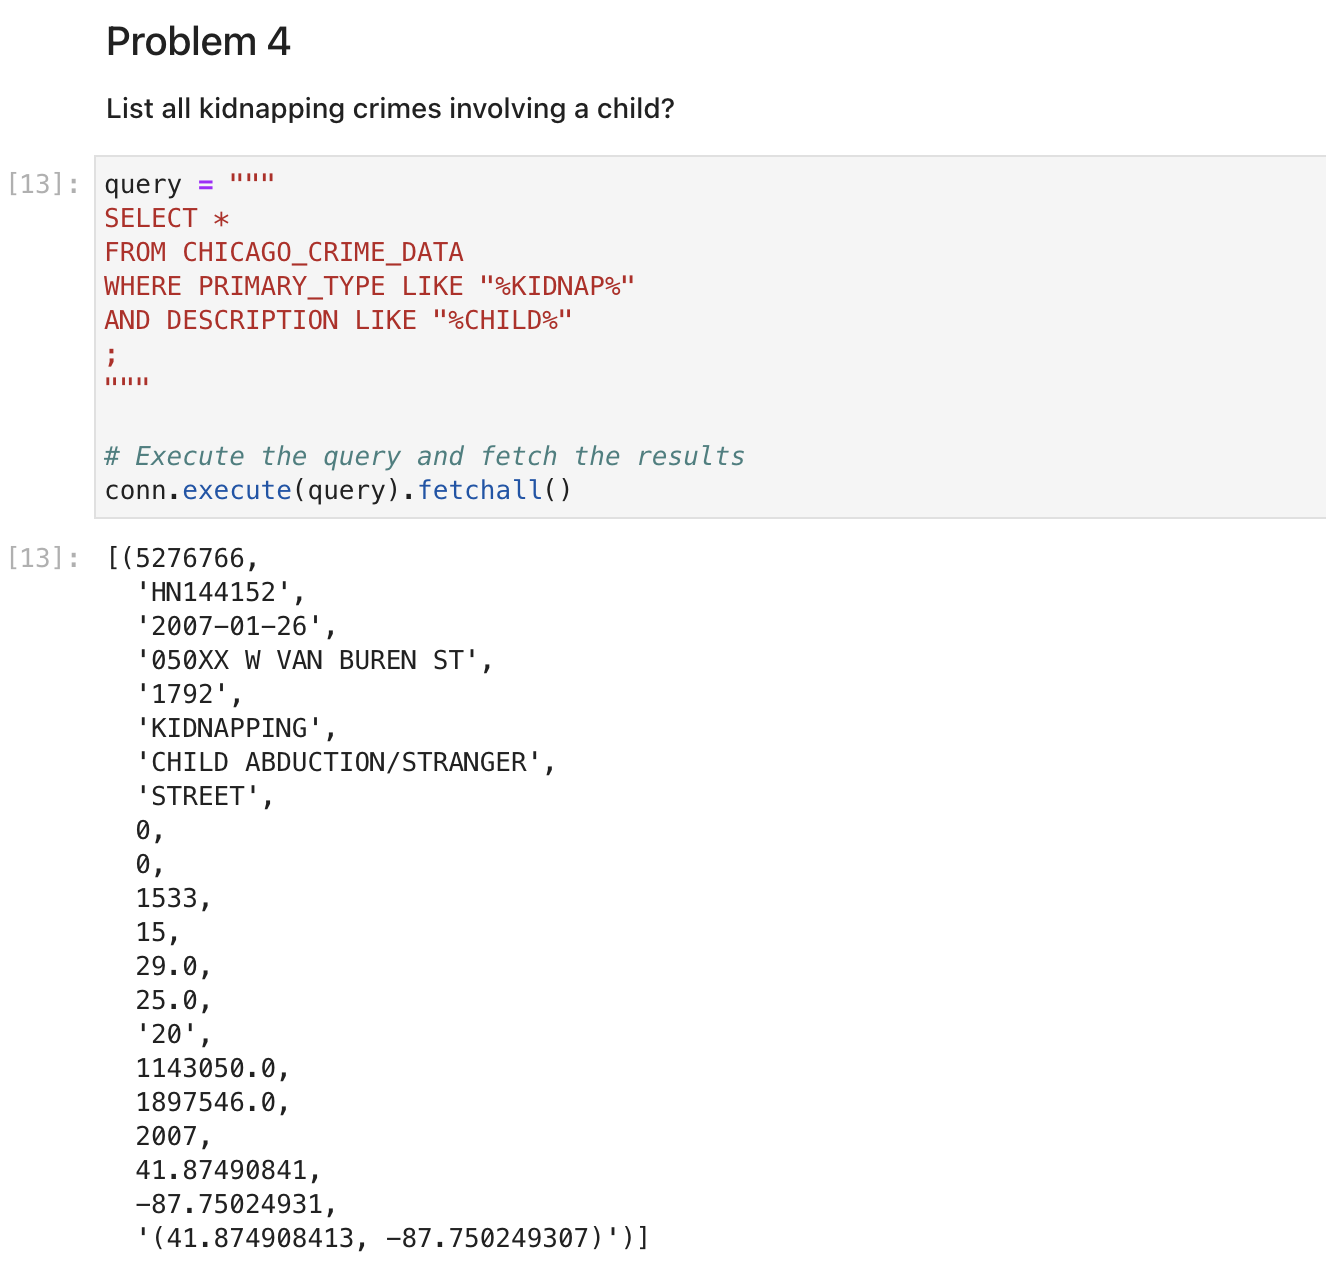 Problem 4
List all kidnapping crimes involving a child?
[13]: query = """
SELECT *
FROM CHICAGO_CRIME_DATA
WHERE PRIMARY_TYPE LIKE "%KIDNAP%"
AND DESCRIPTION LIKE "%CHILD%"
;
"""
# Execute the query and fetch the results
conn.execute(query).fetchall()
[13]: [(5276766,
'HN144152',
'2007-01-26',
'050XX W VAN BUREN ST',
'1792',
'KIDNAPPING',
'CHILD ABDUCTION/STRANGER',
'STREET',
0,
0,
1533,
15,
29.0,
25.0,
'20',
1143050.0,
1897546.0,
2007,
41.87490841,
-87.75024931,
'(41.874908413, -87.750249307)')]